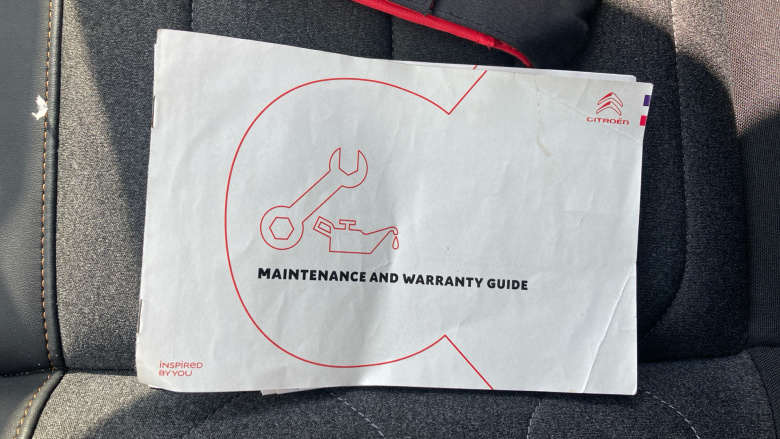 CITROËN
MAINTENANCE AND WARRANTY GUIDE
INSPIRED
BY YOU